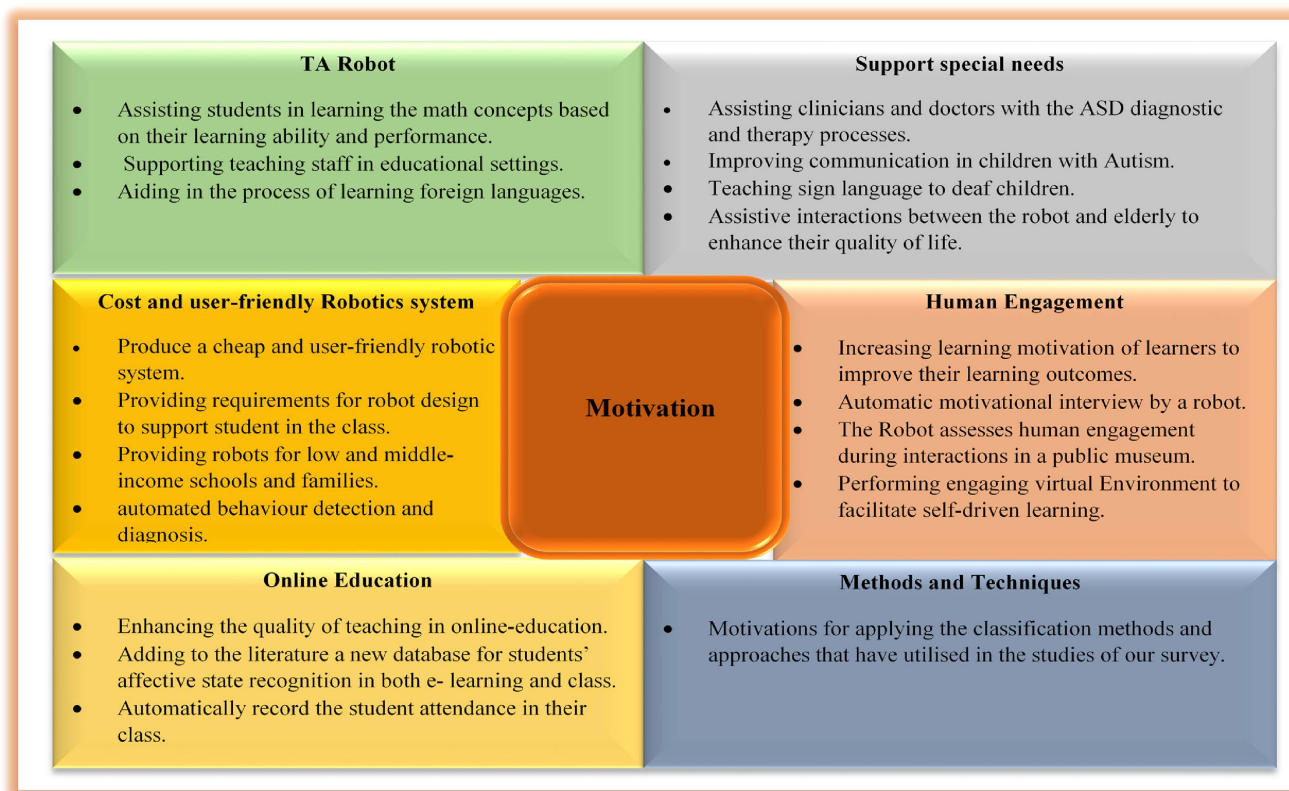 TA Robot
• Assisting students in learning the math concepts based
on their learning ability and performance.
• Supporting teaching staff in educational settings.
• Aiding in the process of learning foreign languages.
Support special needs
• Assisting clinicians and doctors with the ASD diagnostic
and therapy processes.
• Improving communication in children with Autism.
• Teaching sign language to deaf children.
• Assistive interactions between the robot and elderly to
enhance their quality of life.
Cost and user-friendly Robotics system
• Produce a cheap and user-friendly robotic
system.
• Providing requirements for robot design
to support student in the class.
• Providing robots for low and middle-
income schools and families.
• automated behaviour detection and
diagnosis.
Motivation
Human Engagement
• Increasing learning motivation of learners to
improve their learning outcomes.
• Automatic motivational interview by a robot.
• The Robot assesses human engagement
during interactions in a public museum.
• Performing engaging virtual Environment to
facilitate self-driven learning.
Online Education
• Enhancing the quality of teaching in online-education.
• Adding to the literature a new database for students’
affective state recognition in both e- learning and class.
• Automatically record the student attendance in their
class.
Methods and Techniques
• Motivations for applying the classification methods and
approaches that have utilised in the studies of our survey.